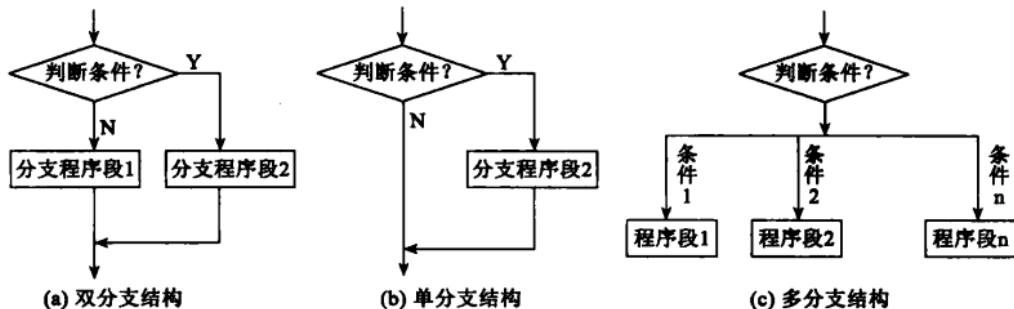 判断条件？
Y
N
分支程序段1
分支程序段2
(a) 双分支结构
判断条件？
Y
N
分支程序段2
(b) 单分支结构
判断条件？
条件1
条件2
条件n
程序段1
程序段2
程序段n
(c) 多分支结构